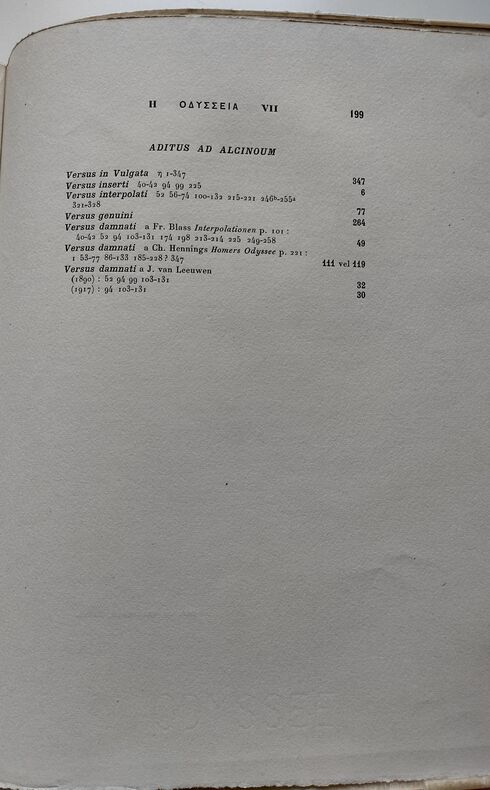 Η ΟΔΥΣΣΕΙΑ VII 199
ADITUS AD ALCINOUM
Versus in Vulgata η 1-347 347
Versus inserti 40-42 94 99 225 6
Versus interpolati 52 56-74 100-132 215-221 246ᵇ-255ᵃ
321-328 77
Versus genuini 264
Versus damnati a Fr. Blass Interpolationen p. 101 :
40-42 52 94 103-131 174 198 213-214 225 249-258 49
Versus damnati a Ch. Hennings Homers Odyssee p. 221 :
1 53-77 86-133 185-228 ? 347 111 vel 119
Versus damnati a J. van Leeuwen
(1890) : 52 94 99 103-131 32
(1917) : 94 103-131 30